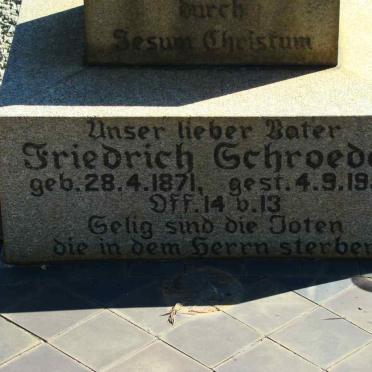 durch
Jesum Christum
Unser lieber Vater
Friedrich Schroede
geb. 28.4.1871, gest. 4.9.19
Off. 14 v. 13
Selig sind die Toten
die in dem Herrn sterben